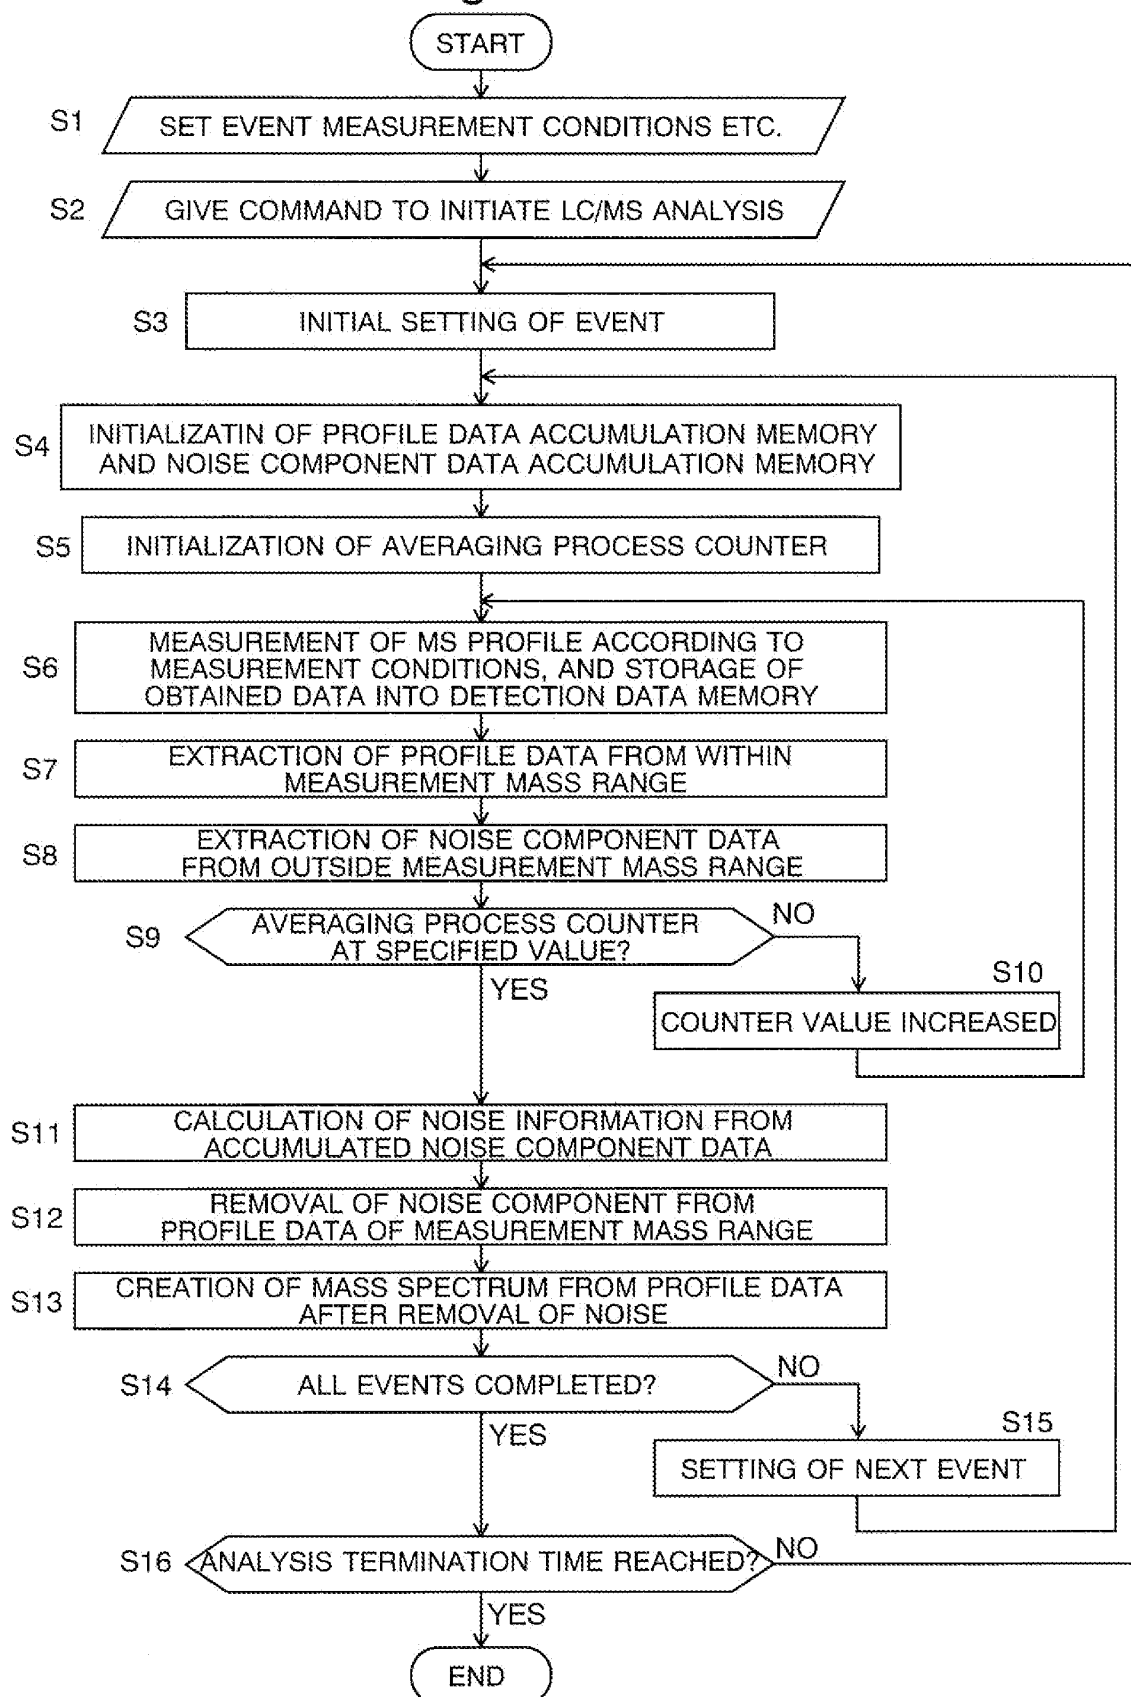 START
S1
SET EVENT MEASUREMENT CONDITIONS ETC.
S2
GIVE COMMAND TO INITIATE LC/MS ANALYSIS
S3
INITIAL SETTING OF EVENT
S4
INITIALIZATIN OF PROFILE DATA ACCUMULATION MEMORY
AND NOISE COMPONENT DATA ACCUMULATION MEMORY
S5
INITIALIZATION OF AVERAGING PROCESS COUNTER
S6
MEASUREMENT OF MS PROFILE ACCORDING TO
MEASUREMENT CONDITIONS, AND STORAGE OF
OBTAINED DATA INTO DETECTION DATA MEMORY
S7
EXTRACTION OF PROFILE DATA FROM WITHIN
MEASUREMENT MASS RANGE
S8
EXTRACTION OF NOISE COMPONENT DATA
FROM OUTSIDE MEASUREMENT MASS RANGE
S9
AVERAGING PROCESS COUNTER
AT SPECIFIED VALUE?
NO
YES
S10
COUNTER VALUE INCREASED
S11
CALCULATION OF NOISE INFORMATION FROM
ACCUMULATED NOISE COMPONENT DATA
S12
REMOVAL OF NOISE COMPONENT FROM
PROFILE DATA OF MEASUREMENT MASS RANGE
S13
CREATION OF MASS SPECTRUM FROM PROFILE DATA
AFTER REMOVAL OF NOISE
S14
ALL EVENTS COMPLETED?
NO
YES
S15
SETTING OF NEXT EVENT
S16
ANALYSIS TERMINATION TIME REACHED?
NO
YES
END